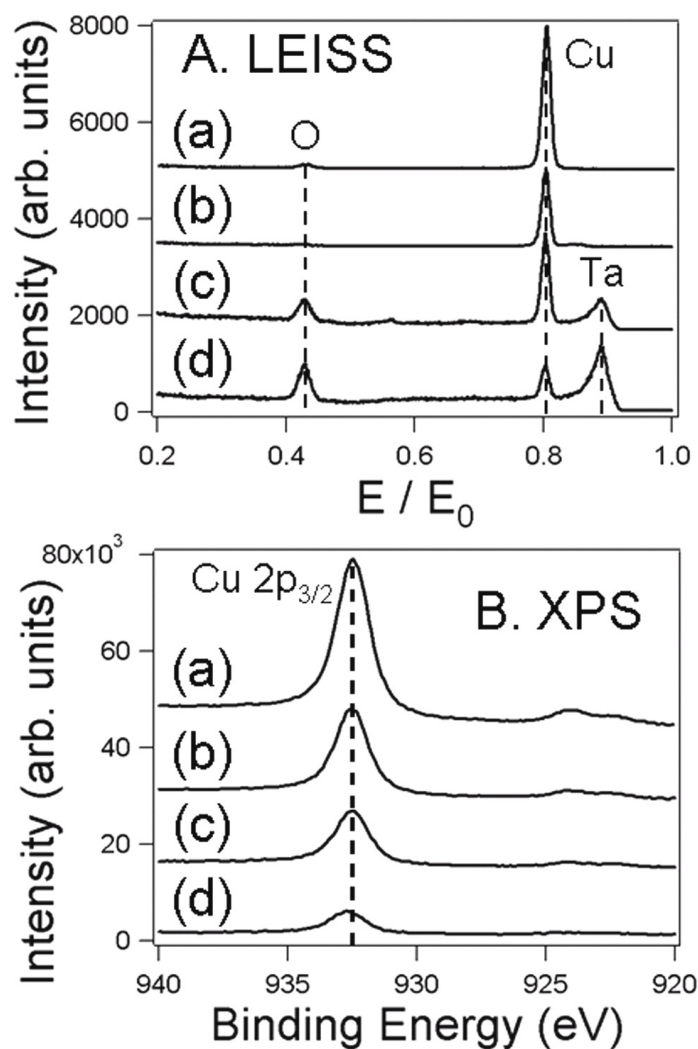 8000
A. LEISS
Cu
6000
(a)
O
4000
(b)
Ta
(c)
2000
(d)
0
0.2 0.4 0.6 0.8 1.0
E / E₀
Intensity (arb. units)
80x10³
Cu 2p₃/₂
B. XPS
60
(a)
40
(b)
20
(c)
(d)
0
940 935 930 925 920
Binding Energy (eV)
Intensity (arb. units)